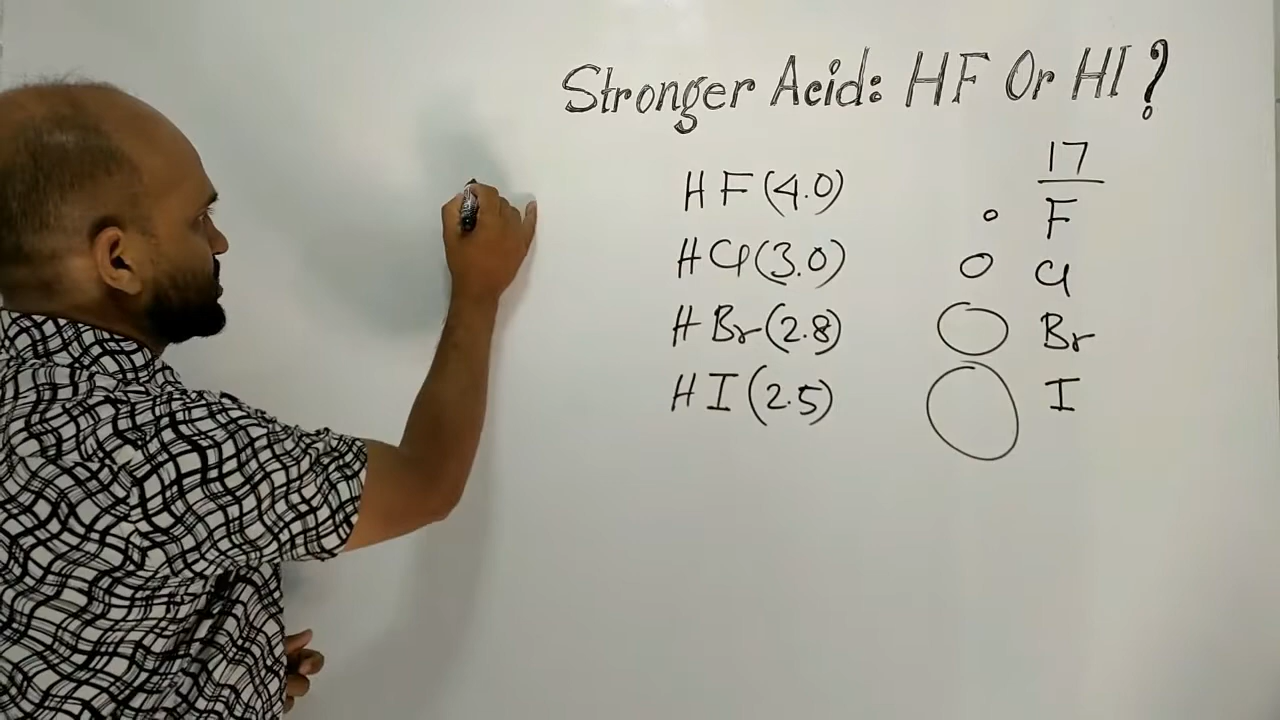 Stronger Acid: HF Or HI?
HF(4.0)
HCl(3.0)
HBr(2.8)
HI(2.5)
17
F
Cl
Br
I